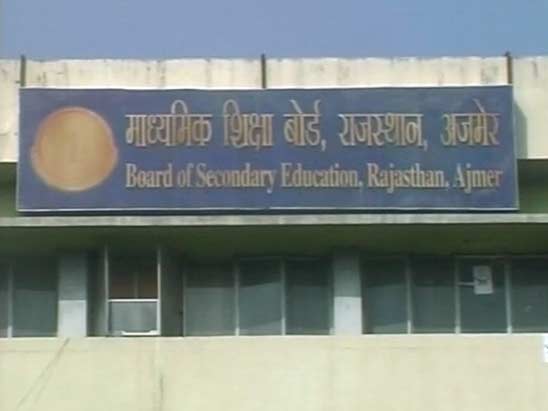 माध्यमिक शिक्षा बोर्ड, राजस्थान, अजमेर
Board of Secondary Education, Rajasthan, Ajmer